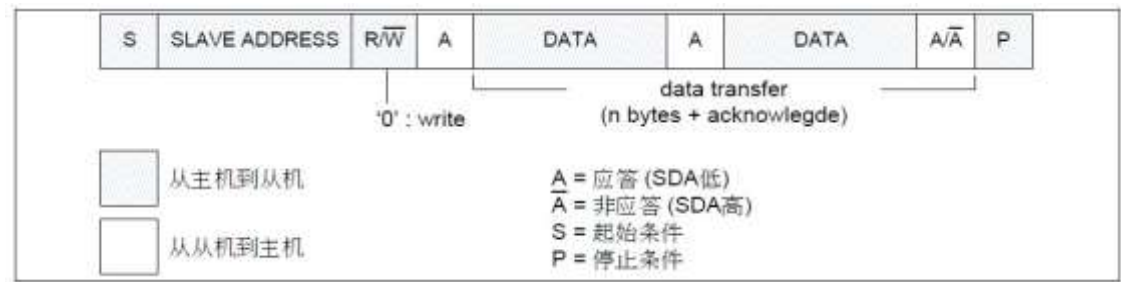 S SLAVE ADDRESS R/W̅ A DATA A DATA A/A̅ P
data transfer
'0' : write (n bytes + acknowlegde)
从主机到从机
A = 应答 (SDA低)
A̅ = 非应答 (SDA高)
从从机到主机
S = 起始条件
P = 停止条件